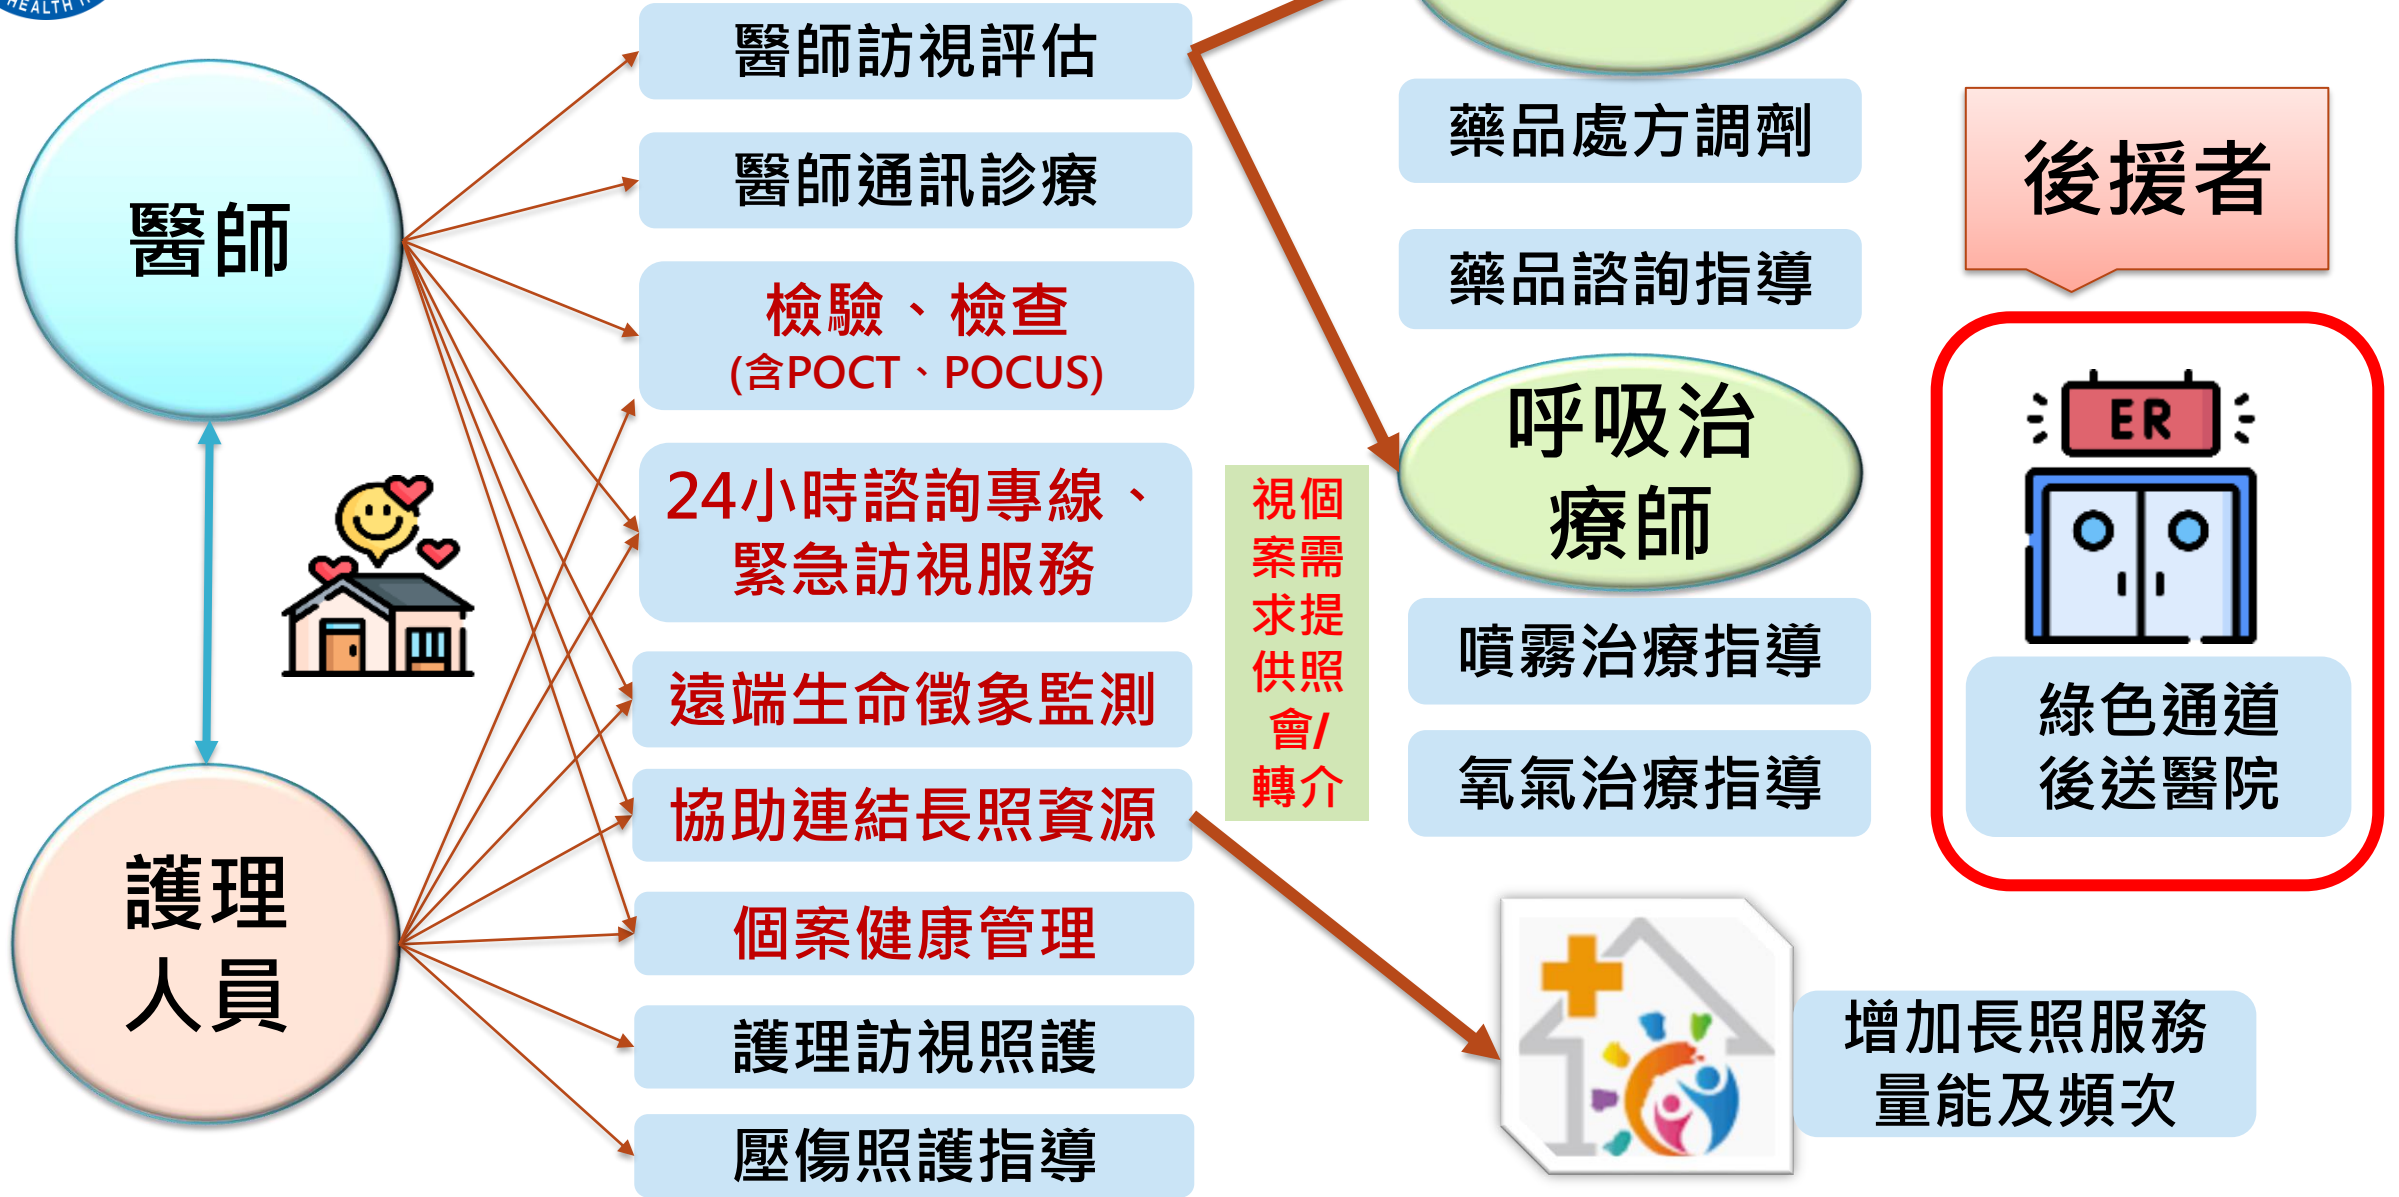 HEALTH
醫師
護理
人員
醫師訪視評估
醫師通訊診療
檢驗、檢查
(含POCT、POCUS)
24小時諮詢專線、
緊急訪視服務
遠端生命徵象監測
協助連結長照資源
個案健康管理
護理訪視照護
壓傷照護指導
視個
案需
求提
供照
會/
轉介
藥品處方調劑
藥品諮詢指導
呼吸治
療師
噴霧治療指導
氧氣治療指導
後援者
ER
綠色通道
後送醫院
增加長照服務
量能及頻次